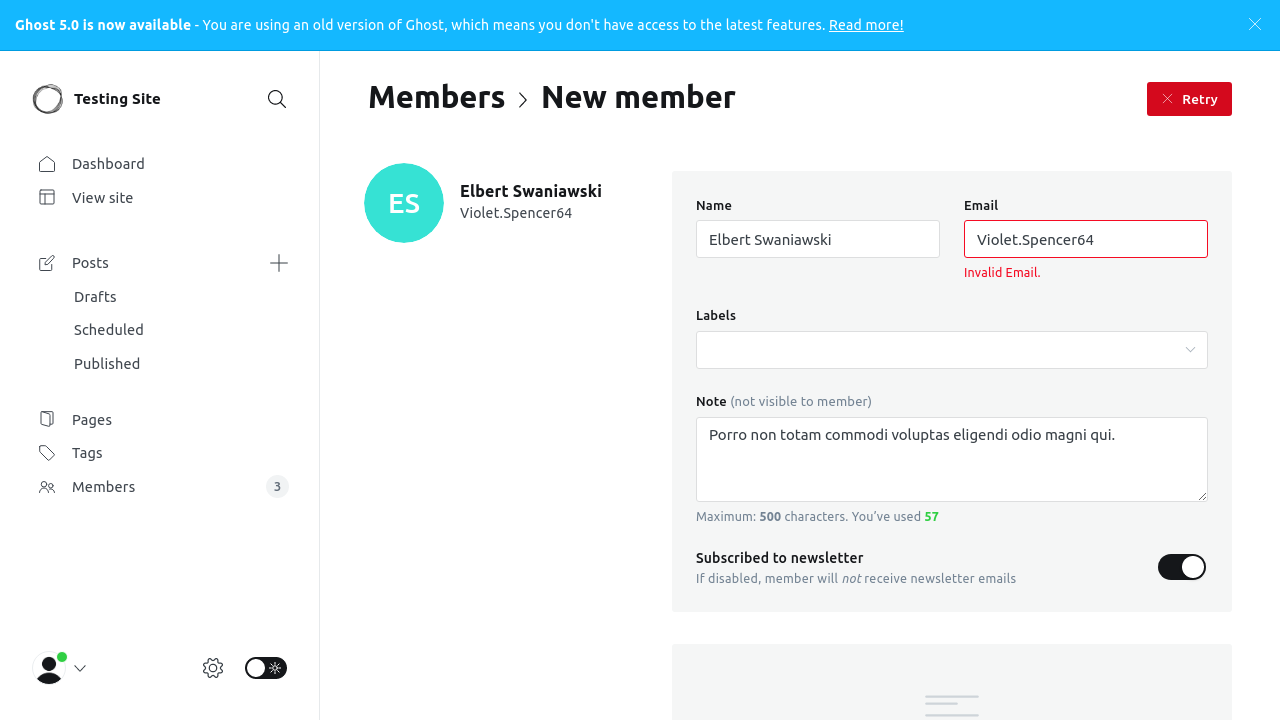 Ghost 5.0 is now available - You are using an old version of Ghost, which means you don't have access to the latest features. Read more!
Testing Site
Dashboard
View site
Posts
Drafts
Scheduled
Published
Pages
Tags
Members 3
Members > New member
Retry
ES
Elbert Swaniawski
Violet.Spencer64
Name
Elbert Swaniawski
Email
Violet.Spencer64
Invalid Email.
Labels
Note (not visible to member)
Porro non totam commodi voluptas eligendi odio magni qui.
Maximum: 500 characters. You've used 57
Subscribed to newsletter
If disabled, member will not receive newsletter emails